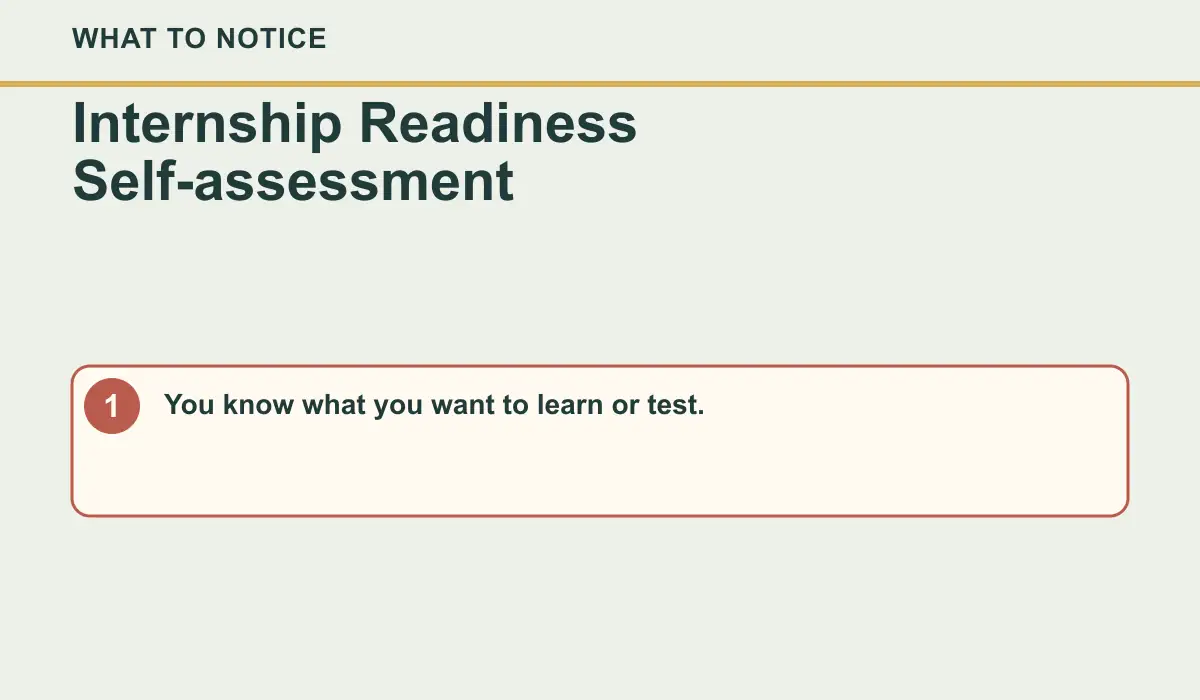 WHAT TO NOTICE
Internship Readiness
Self-assessment
1
You know what you want to learn or test.